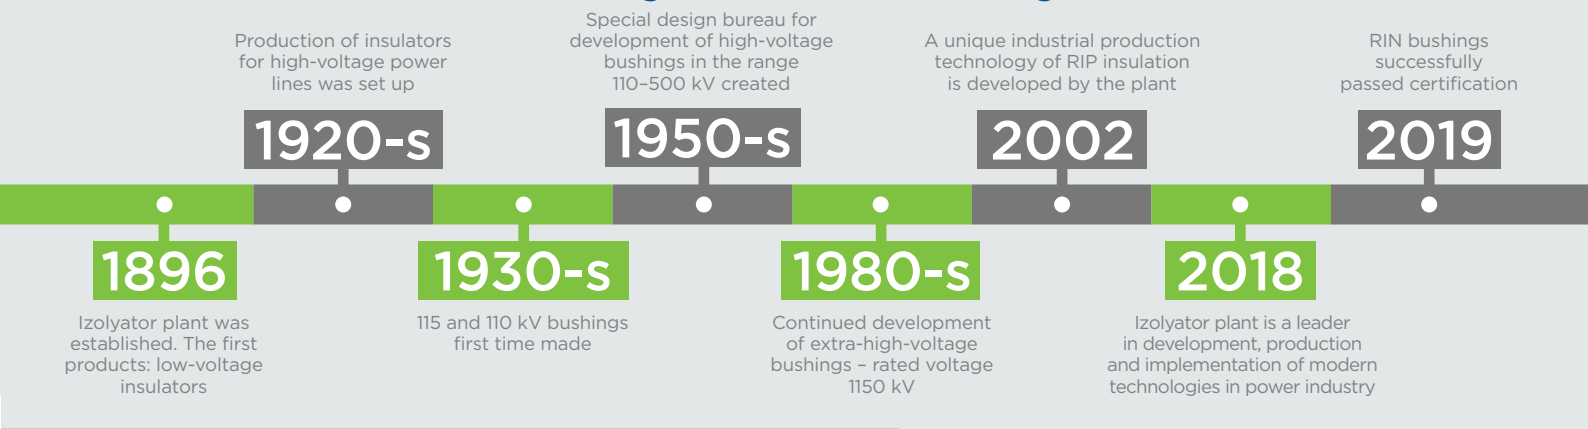 Production of insulators
for high-voltage power
lines was set up
1920-s
Special design bureau for
development of high-voltage
bushings in the range
110–500 kV created
1950-s
A unique industrial production
technology of RIP insulation
is developed by the plant
2002
RIN bushings
successfully
passed certification
2019
1896
Izolyator plant was
established. The first
products: low-voltage
insulators
1930-s
115 and 110 kV bushings
first time made
1980-s
Continued development
of extra-high-voltage
bushings – rated voltage
1150 kV
2018
Izolyator plant is a leader
in development, production
and implementation of modern
technologies in power industry